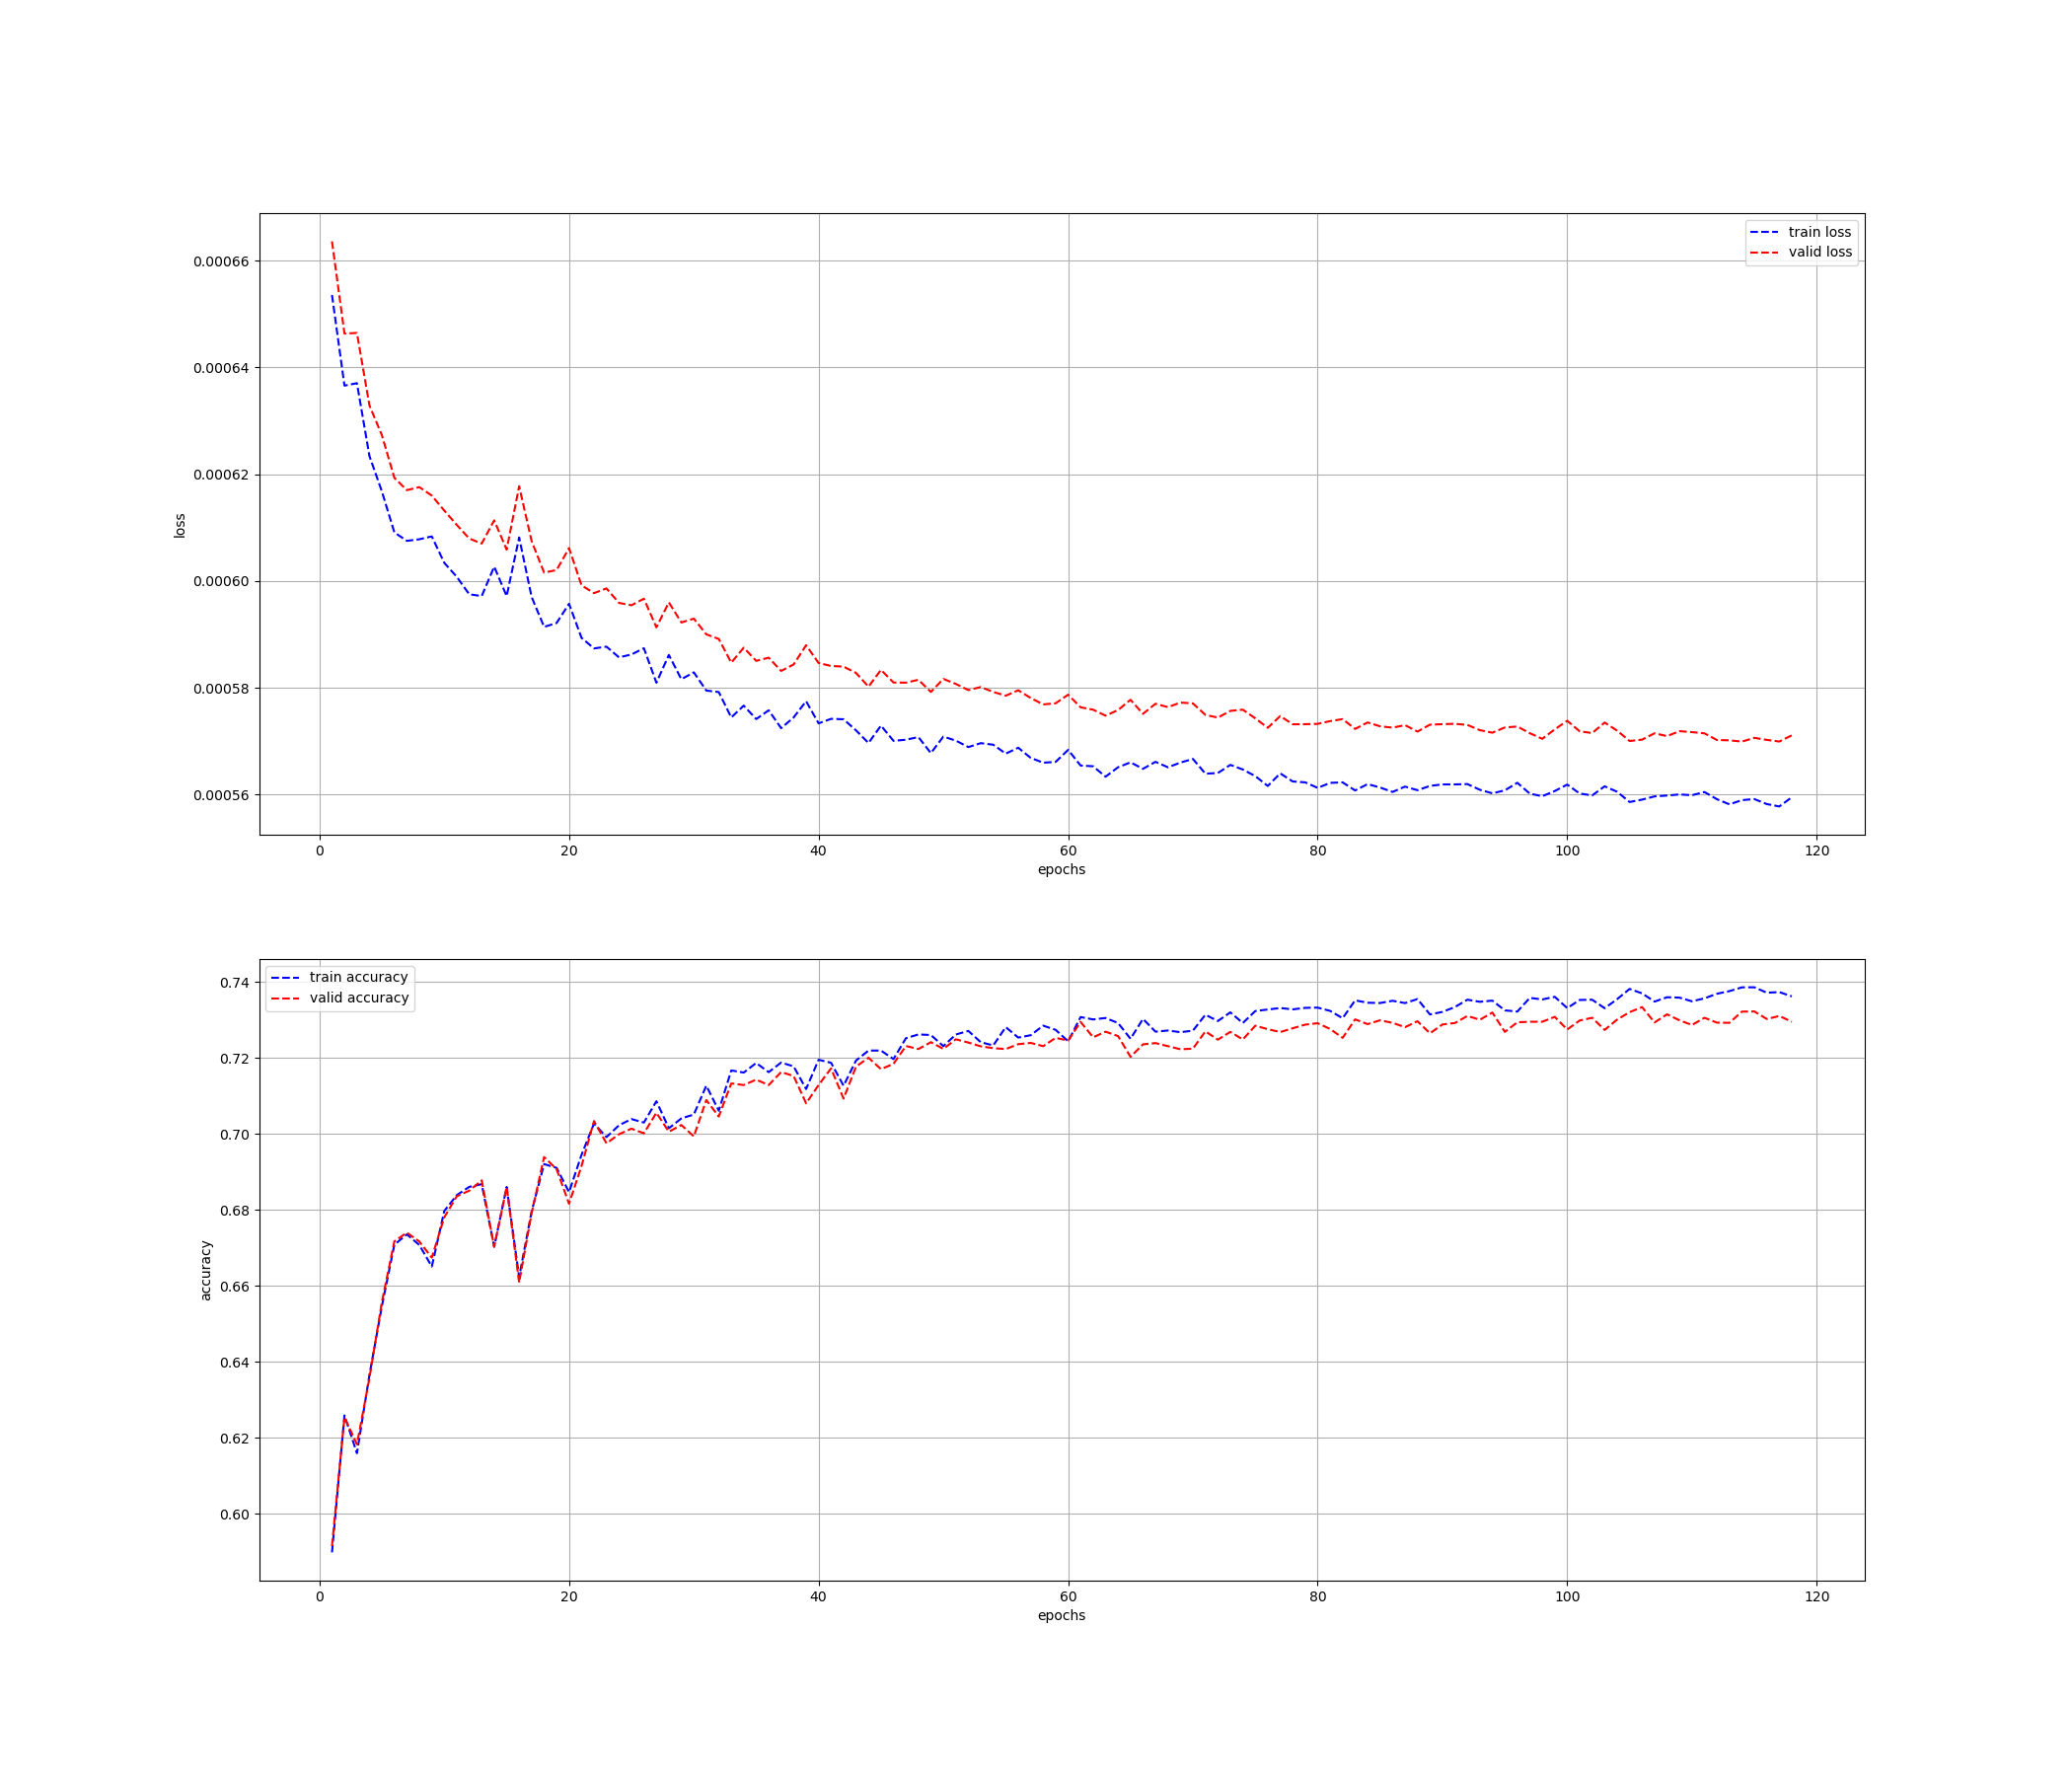 train loss
valid loss
0.00066
0.00064
0.00062
0.00060
0.00058
0.00056
loss
0 20 40 60 80 100 120
epochs
train accuracy
valid accuracy
0.74
0.72
0.70
0.68
0.66
0.64
0.62
0.60
accuracy
0 20 40 60 80 100 120
epochs